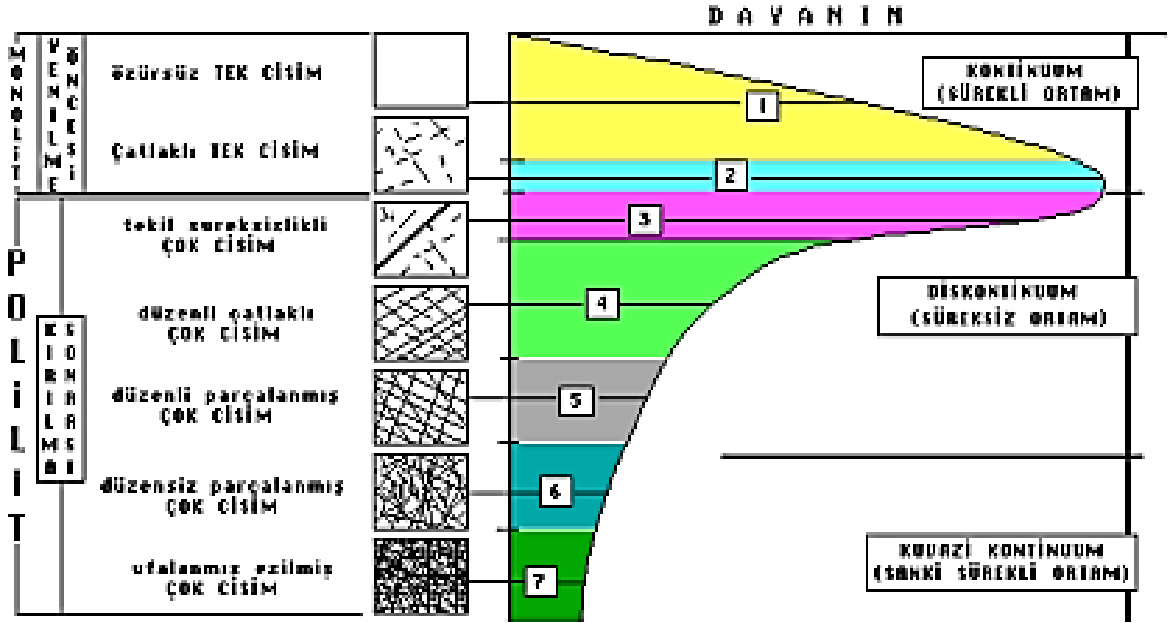 DAYANIM
MONOLİT
YENİLME
ÖNCESİ
özürsüz TEK CİSİM
Çatlaklı TEK CİSİM
1
KONTİNUUM
(SÜREKLİ ORTAM)
2
POLİLİT
KIRILMA
SONRASI
tekil süreksizlikli
ÇOK CİSİM
3
düzenli çatlaklı
ÇOK CİSİM
4
DİSKONTİNUUM
(SÜREKSİZ ORTAM)
düzenli parçalanmış
ÇOK CİSİM
5
düzensiz parçalanmış
ÇOK CİSİM
6
ufalanmış ezilmiş
ÇOK CİSİM
7
KUVAZİ KONTİNUUM
(SANKİ SÜREKLİ ORTAM)